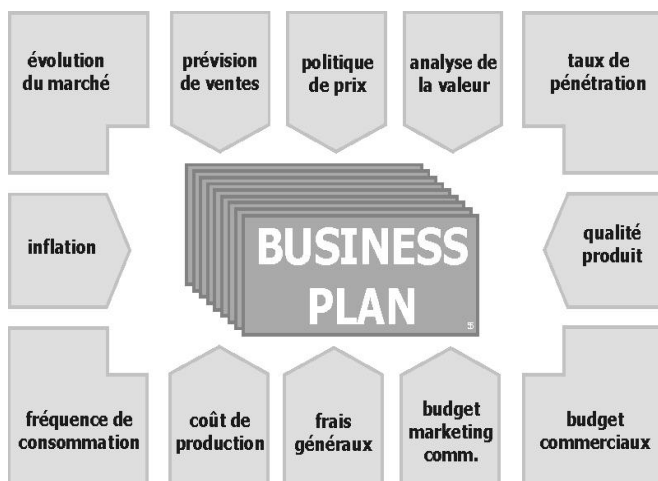 évolution
du marché
prévision
de ventes
politique
de prix
analyse de
la valeur
taux de
pénétration
inflation
BUSINESS
PLAN
qualité
produit
fréquence de
consommation
coût de
production
frais
généraux
budget
marketing
comm.
budget
commerciaux